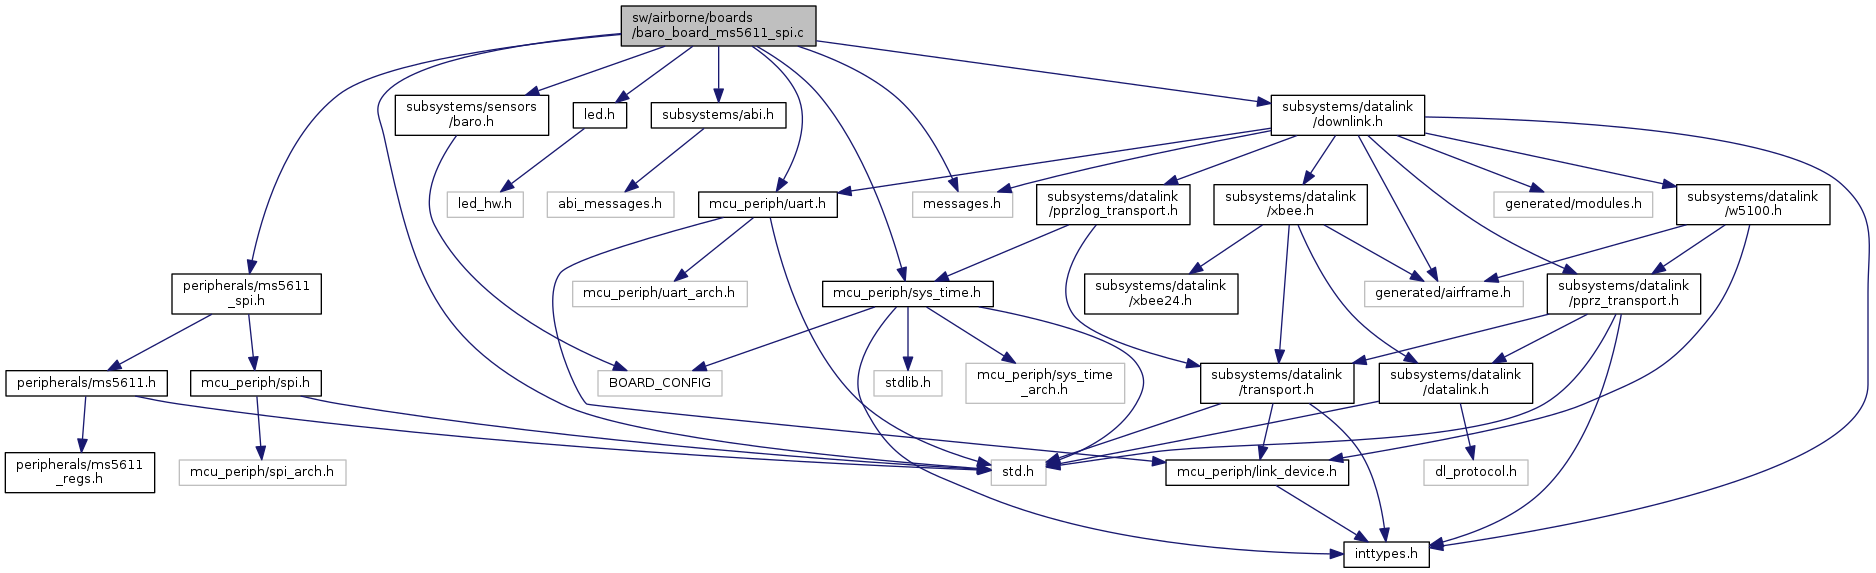 sw/airborne/boards
/baro_board_ms5611_spi.c
subsystems/sensors
/baro.h
led.h
subsystems/abi.h
subsystems/datalink
/downlink.h
led_hw.h
abi_messages.h
mcu_periph/uart.h
messages.h
subsystems/datalink
/pprzlog_transport.h
subsystems/datalink
/xbee.h
generated/modules.h
subsystems/datalink
/w5100.h
peripherals/ms5611
_spi.h
mcu_periph/uart_arch.h
mcu_periph/sys_time.h
subsystems/datalink
/xbee24.h
generated/airframe.h
subsystems/datalink
/pprz_transport.h
peripherals/ms5611.h
mcu_periph/spi.h
BOARD_CONFIG
stdlib.h
mcu_periph/sys_time
_arch.h
subsystems/datalink
/transport.h
subsystems/datalink
/datalink.h
peripherals/ms5611
_regs.h
mcu_periph/spi_arch.h
std.h
mcu_periph/link_device.h
dl_protocol.h
inttypes.h